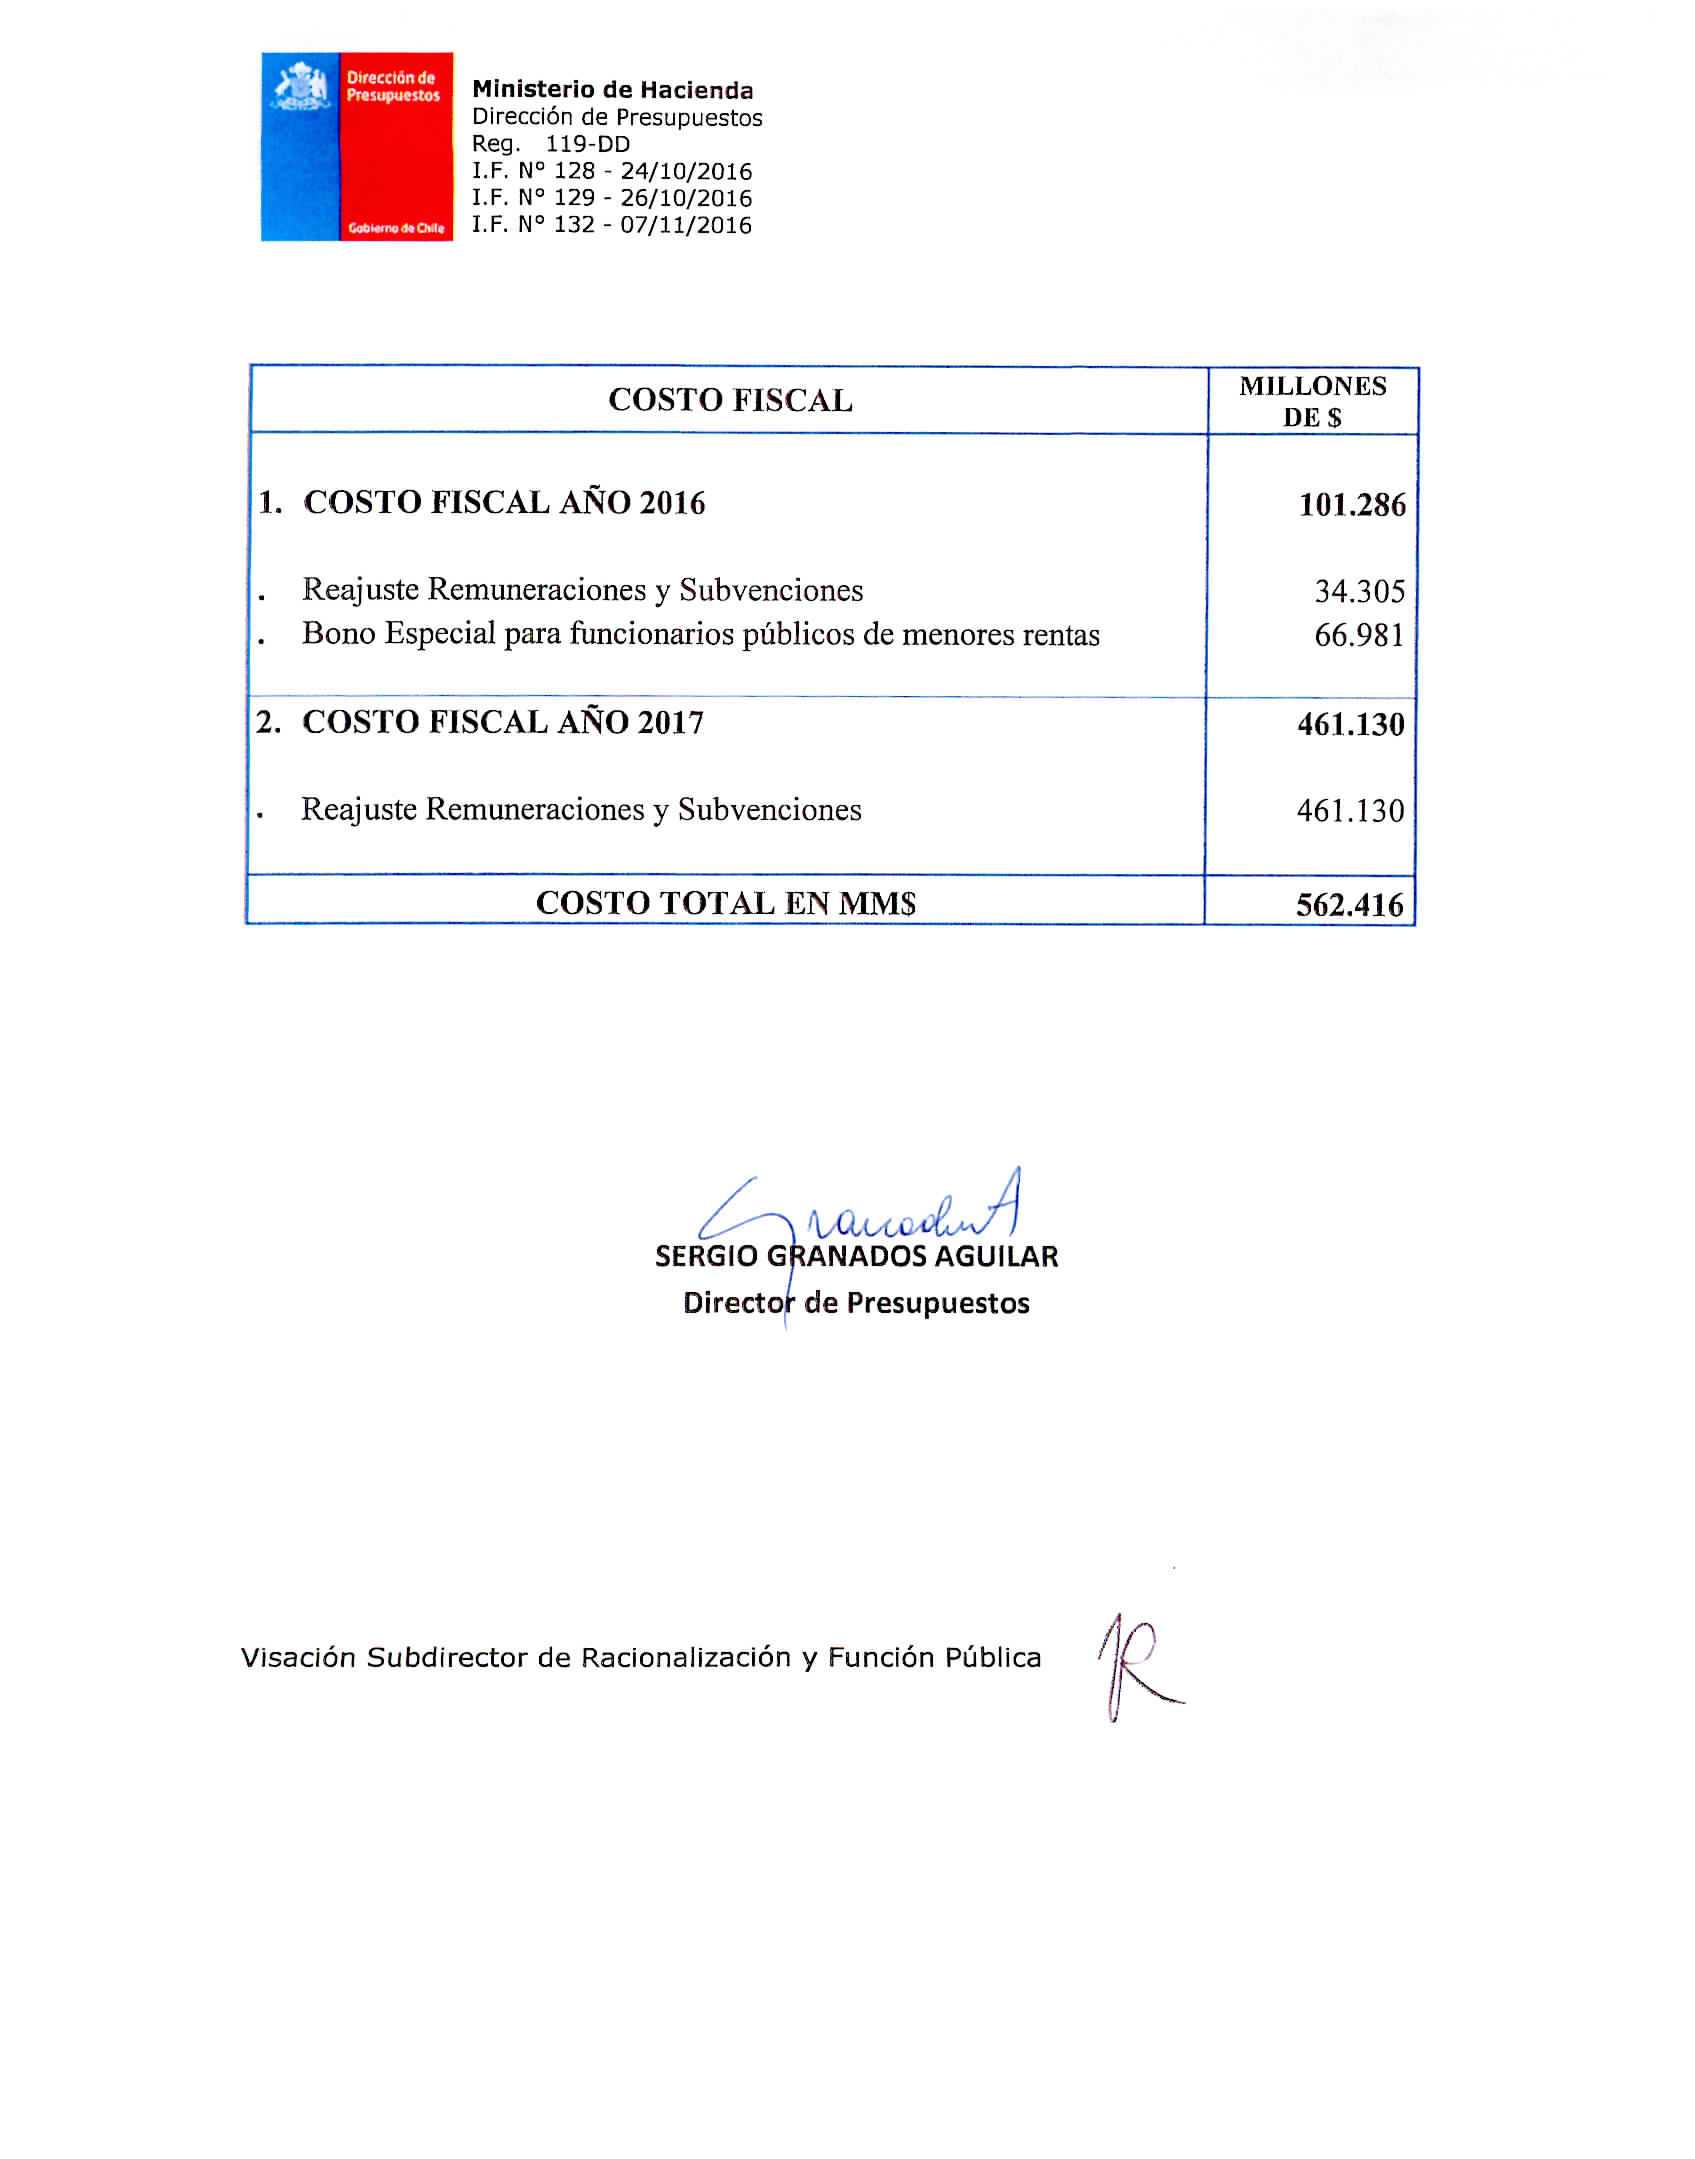 Dirección de
Presupuestos
Gobierno de Chile
Ministerio de Hacienda
Dirección de Presupuestos
Reg. 119-DD
I.F. Nº 128 - 24/10/2016
I.F. Nº 129 - 26/10/2016
I.F. Nº 132 - 07/11/2016
COSTO FISCAL MILLONES
DE $
1. COSTO FISCAL AÑO 2016 101.286
. Reajuste Remuneraciones y Subvenciones 34.305
. Bono Especial para funcionarios públicos de menores rentas 66.981
2. COSTO FISCAL AÑO 2017 461.130
. Reajuste Remuneraciones y Subvenciones 461.130
COSTO TOTAL EN MM$ 562.416
SERGIO GRANADOS AGUILAR
Director de Presupuestos
Visación Subdirector de Racionalización y Función Pública